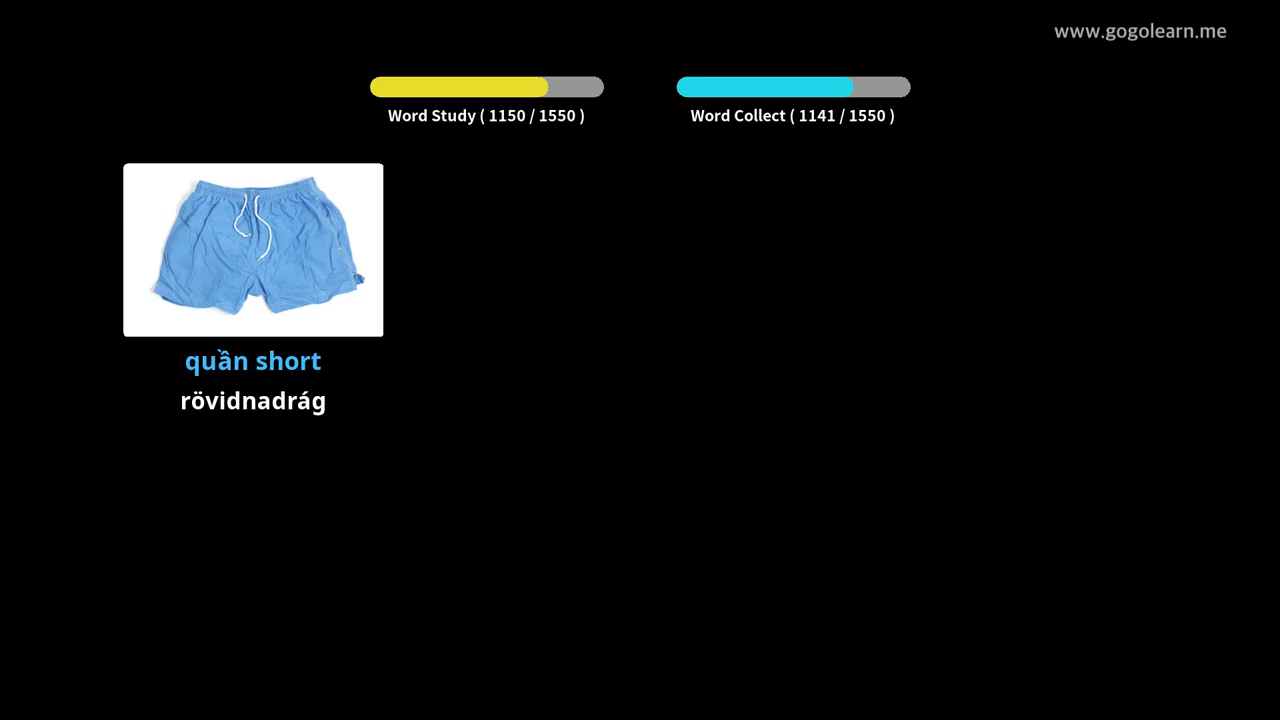 www.gogolearn.me
Word Study ( 1150 / 1550 )
Word Collect ( 1141 / 1550 )
quần short
rövidnadrág